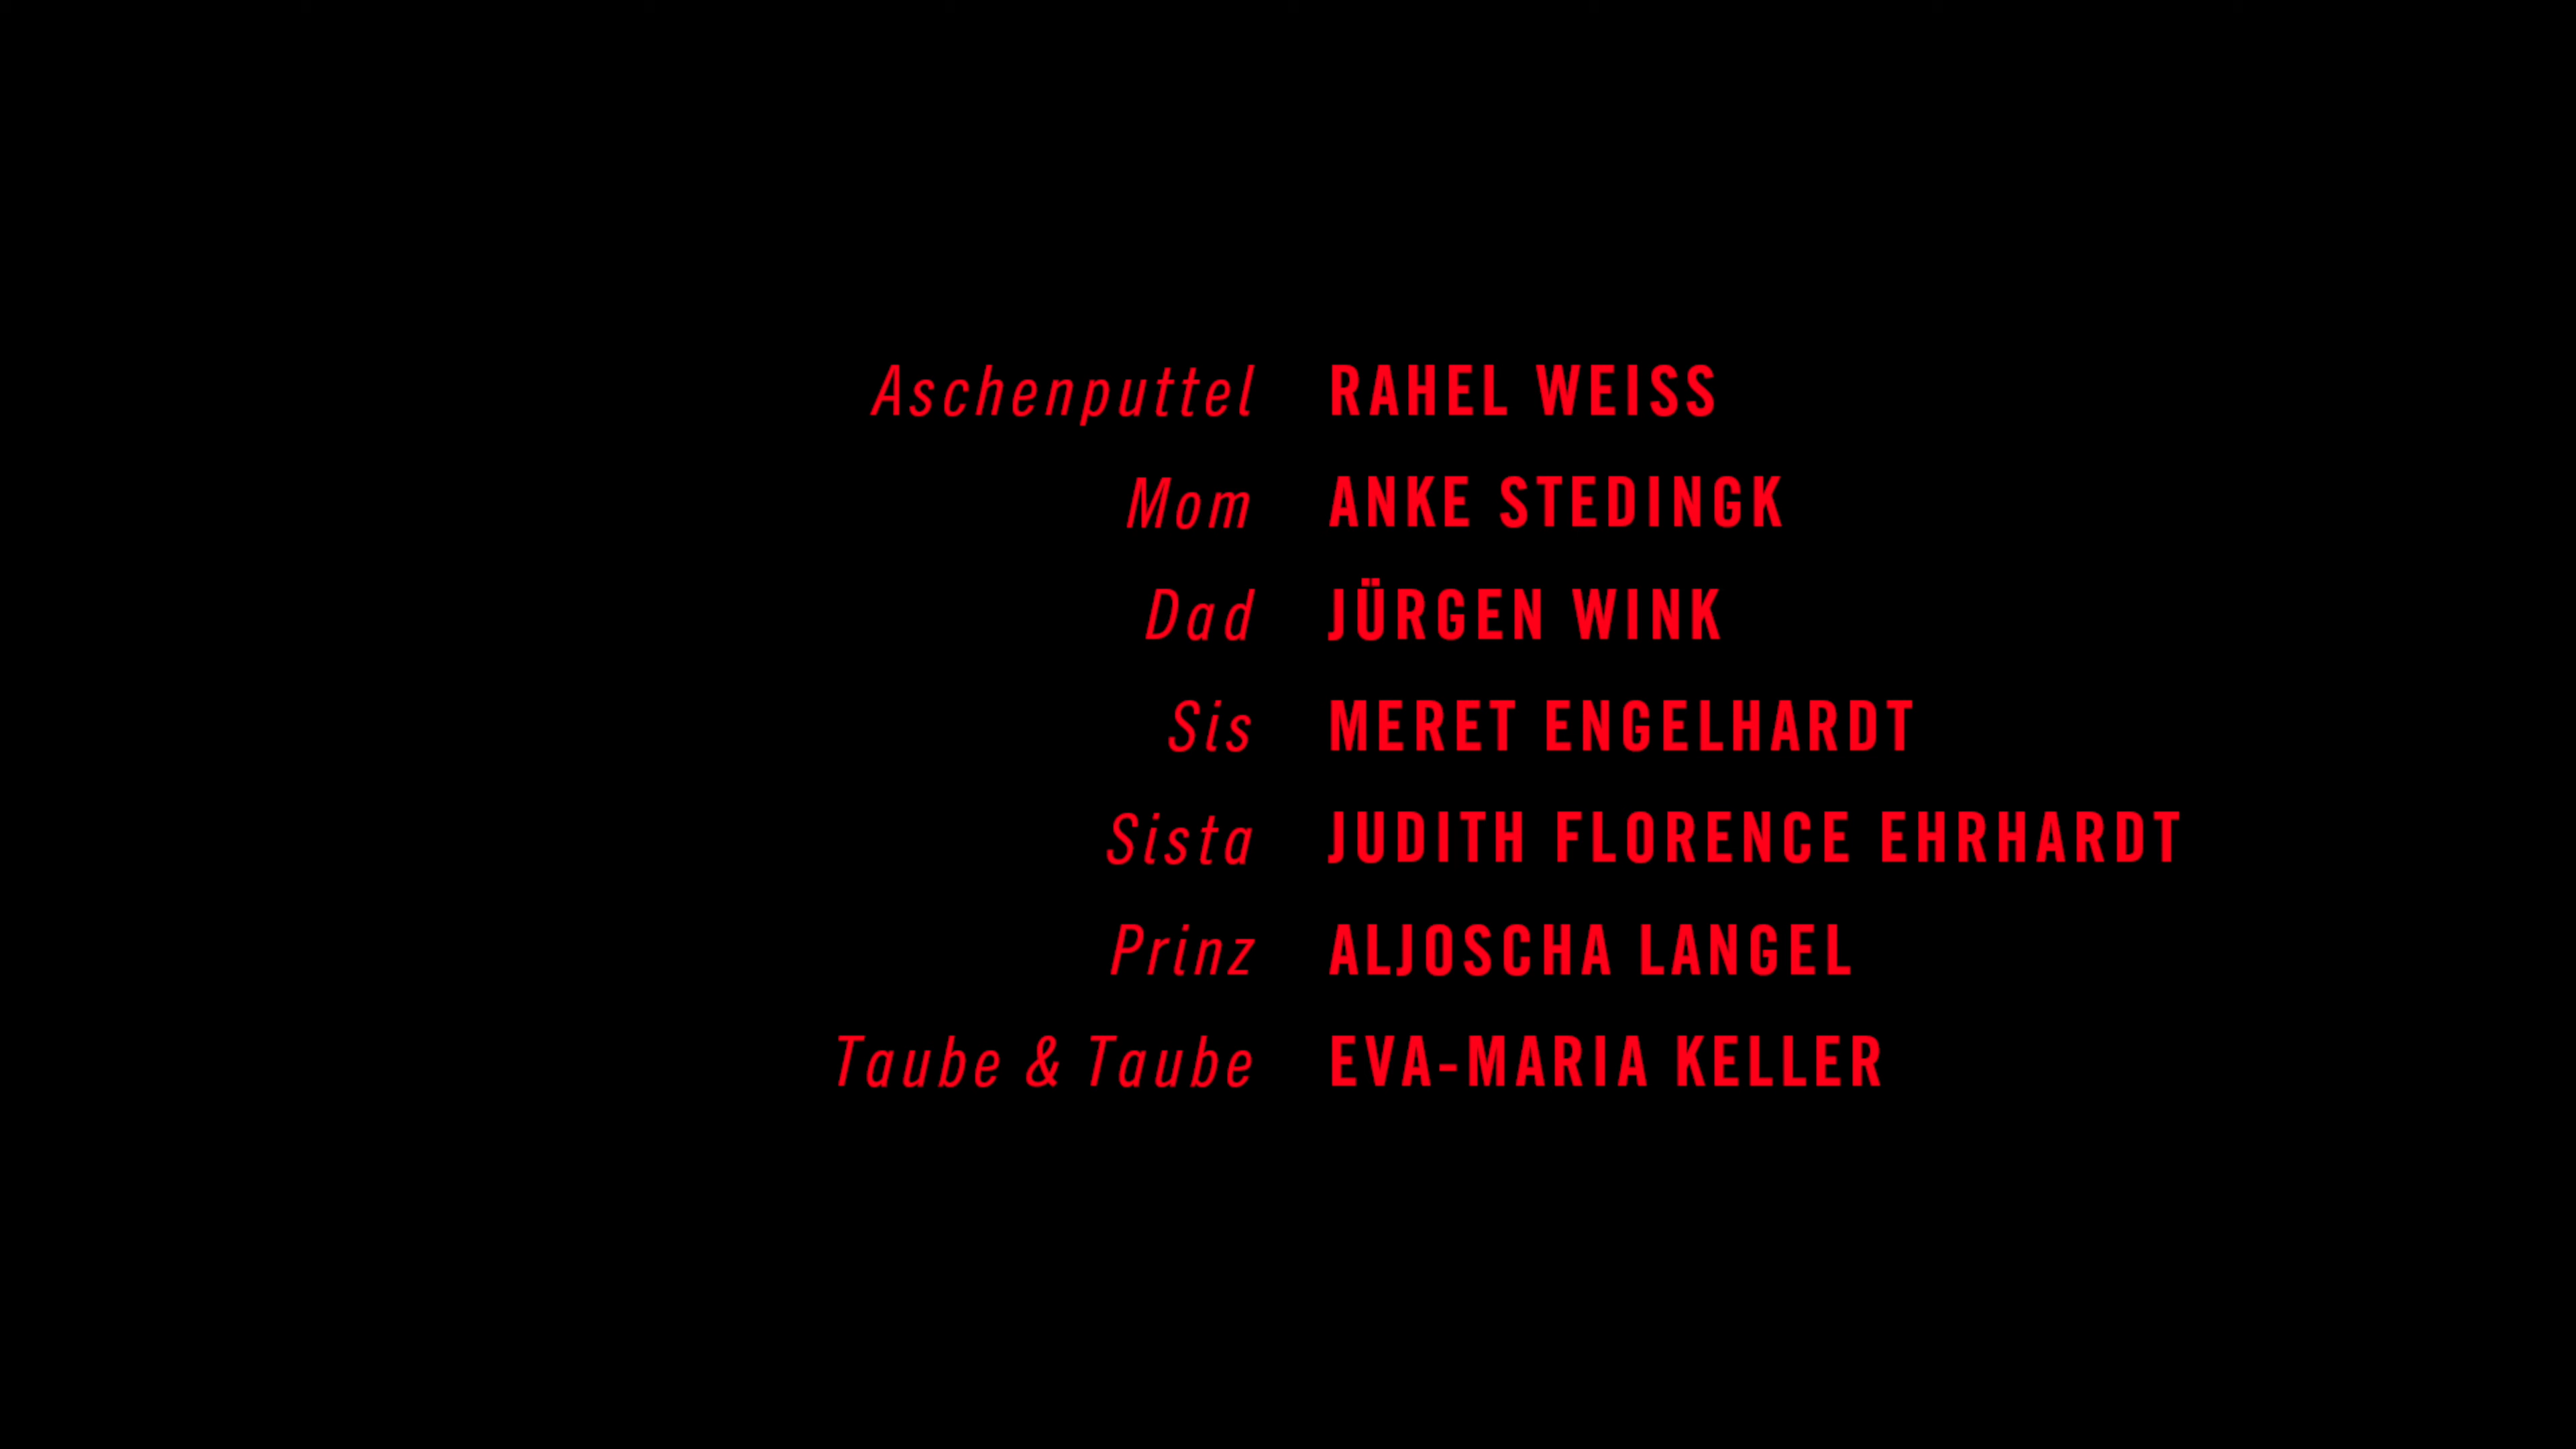 Aschenputtel RAHEL WEISS
Mom ANKE STEDINGK
Dad JÜRGEN WINK
Sis MERET ENGELHARDT
Sista JUDITH FLORENCE EHRHARDT
Prinz ALJOSCHA LANGEL
Taube & Taube EVA-MARIA KELLER